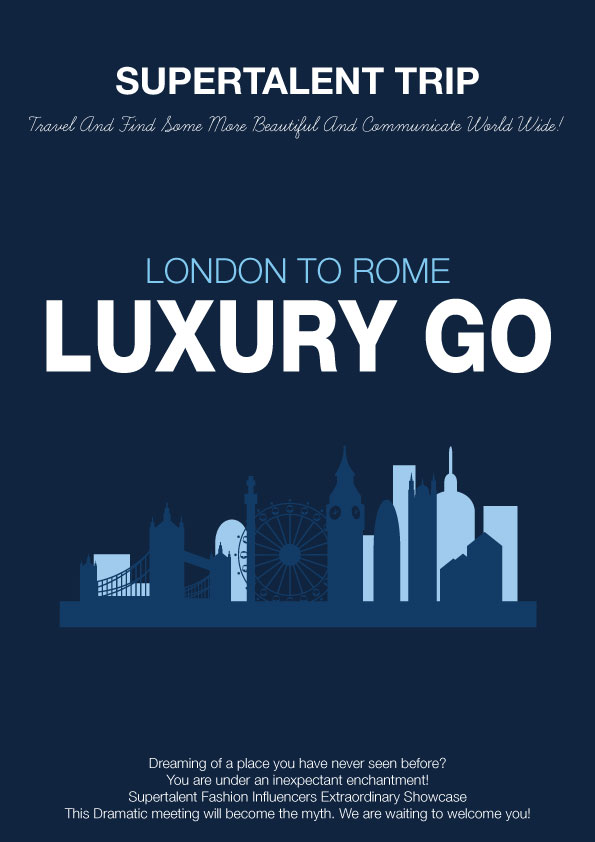 SUPERTALENT TRIP
Travel And Find Some More Beautiful And Communicate World Wide!
LONDON TO ROME
LUXURY GO
Dreaming of a place you have never seen before?
You are under an inexpectant enchantment!
Supertalent Fashion Influencers Extraordinary Showcase
This Dramatic meeting will become the myth. We are waiting to welcome you!